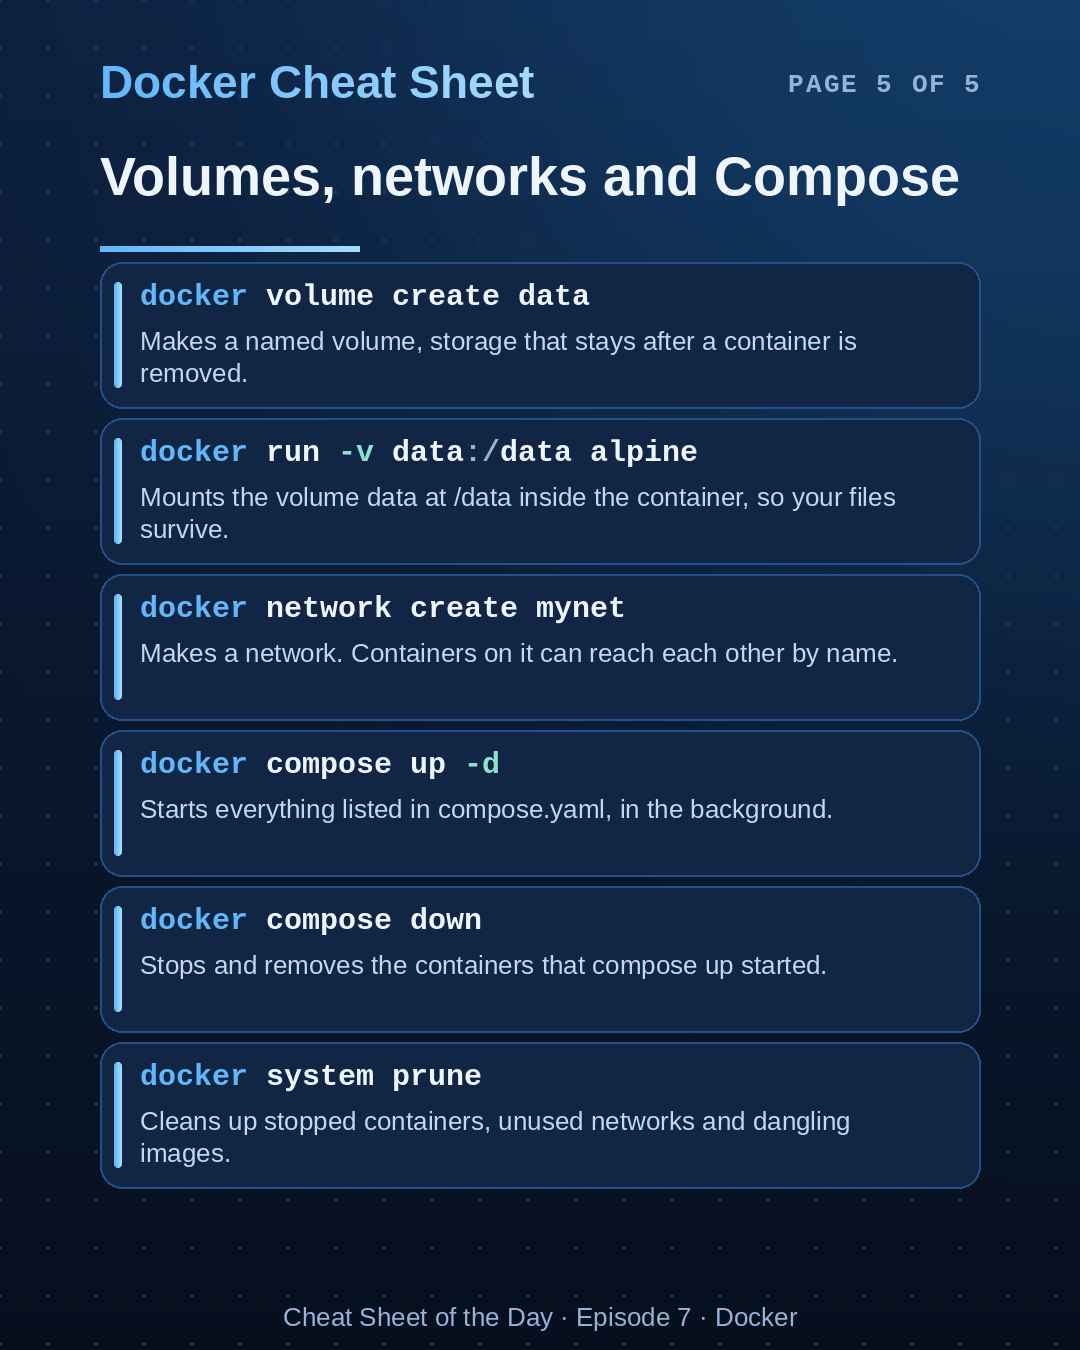 Docker Cheat Sheet
PAGE 5 OF 5
Volumes, networks and Compose
docker volume create data
Makes a named volume, storage that stays after a container is
removed.
docker run -v data:/data alpine
Mounts the volume data at /data inside the container, so your files
survive.
docker network create mynet
Makes a network. Containers on it can reach each other by name.
docker compose up -d
Starts everything listed in compose.yaml, in the background.
docker compose down
Stops and removes the containers that compose up started.
docker system prune
Cleans up stopped containers, unused networks and dangling
images.
Cheat Sheet of the Day · Episode 7 · Docker